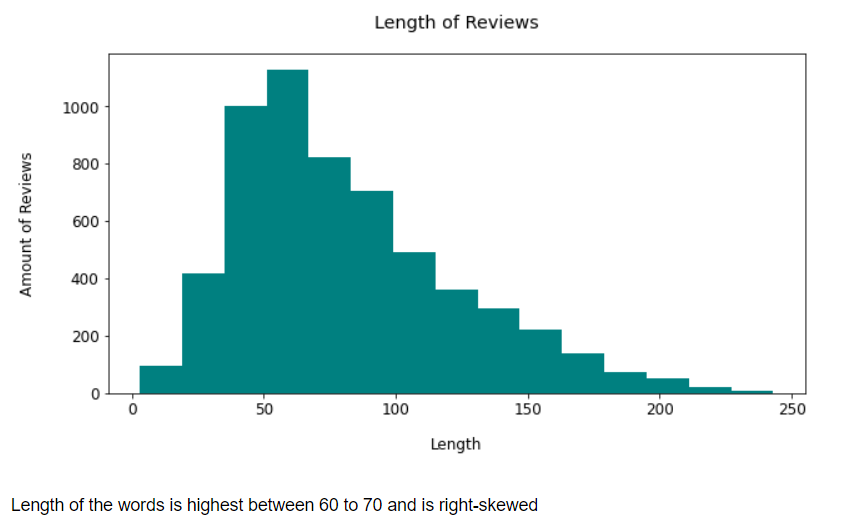 Length of Reviews
1000
800
600
400
200
0
Amount of Reviews
0 50 100 150 200 250
Length
Length of the words is highest between 60 to 70 and is right-skewed